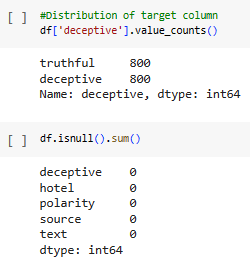 [ ] #Distribution of target column
df['deceptive'].value_counts()
truthful 800
deceptive 800
Name: deceptive, dtype: int64
[ ] df.isnull().sum()
deceptive 0
hotel 0
polarity 0
source 0
text 0
dtype: int64